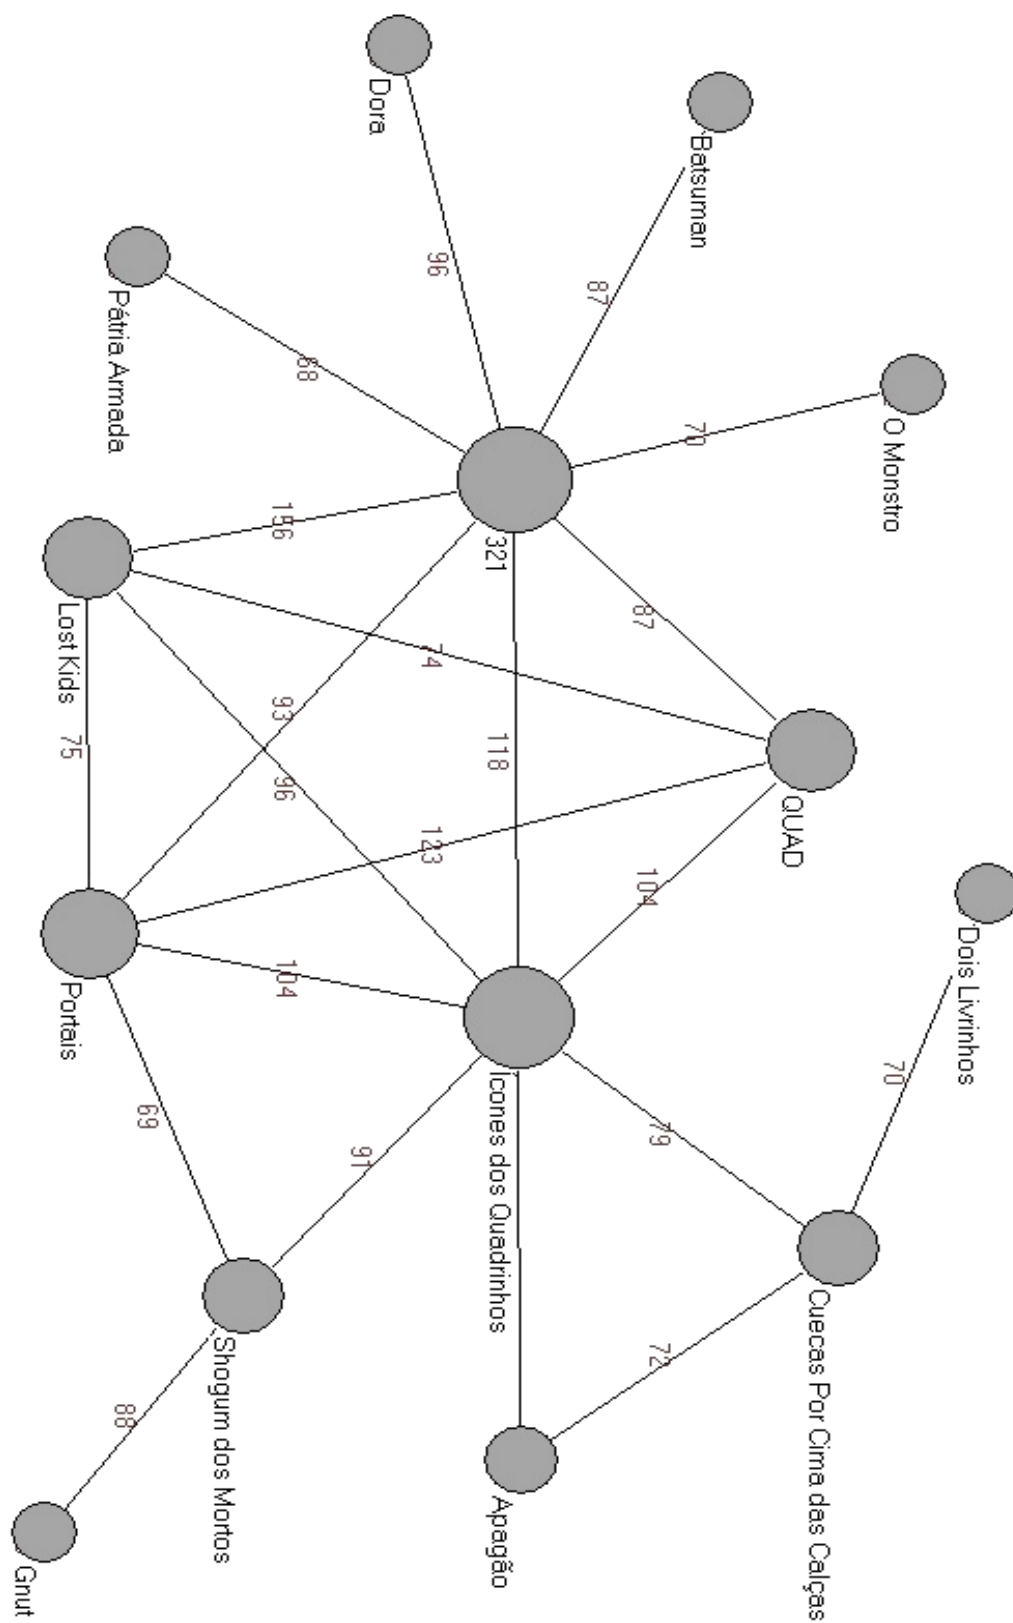 Dois Livrinhos
O Monstro
70
Cuecas Por Cima das Calças
QUAD
Batsuman
70
79
72
104
87
87
321
118
Icones dos Quadrinhos
Apagão
96
74
123
Dora
91
68
156
93
96
104
Shogum dos Mortos
69
88
Pátria Armada
Lost Kids
75
Portais
Gnut